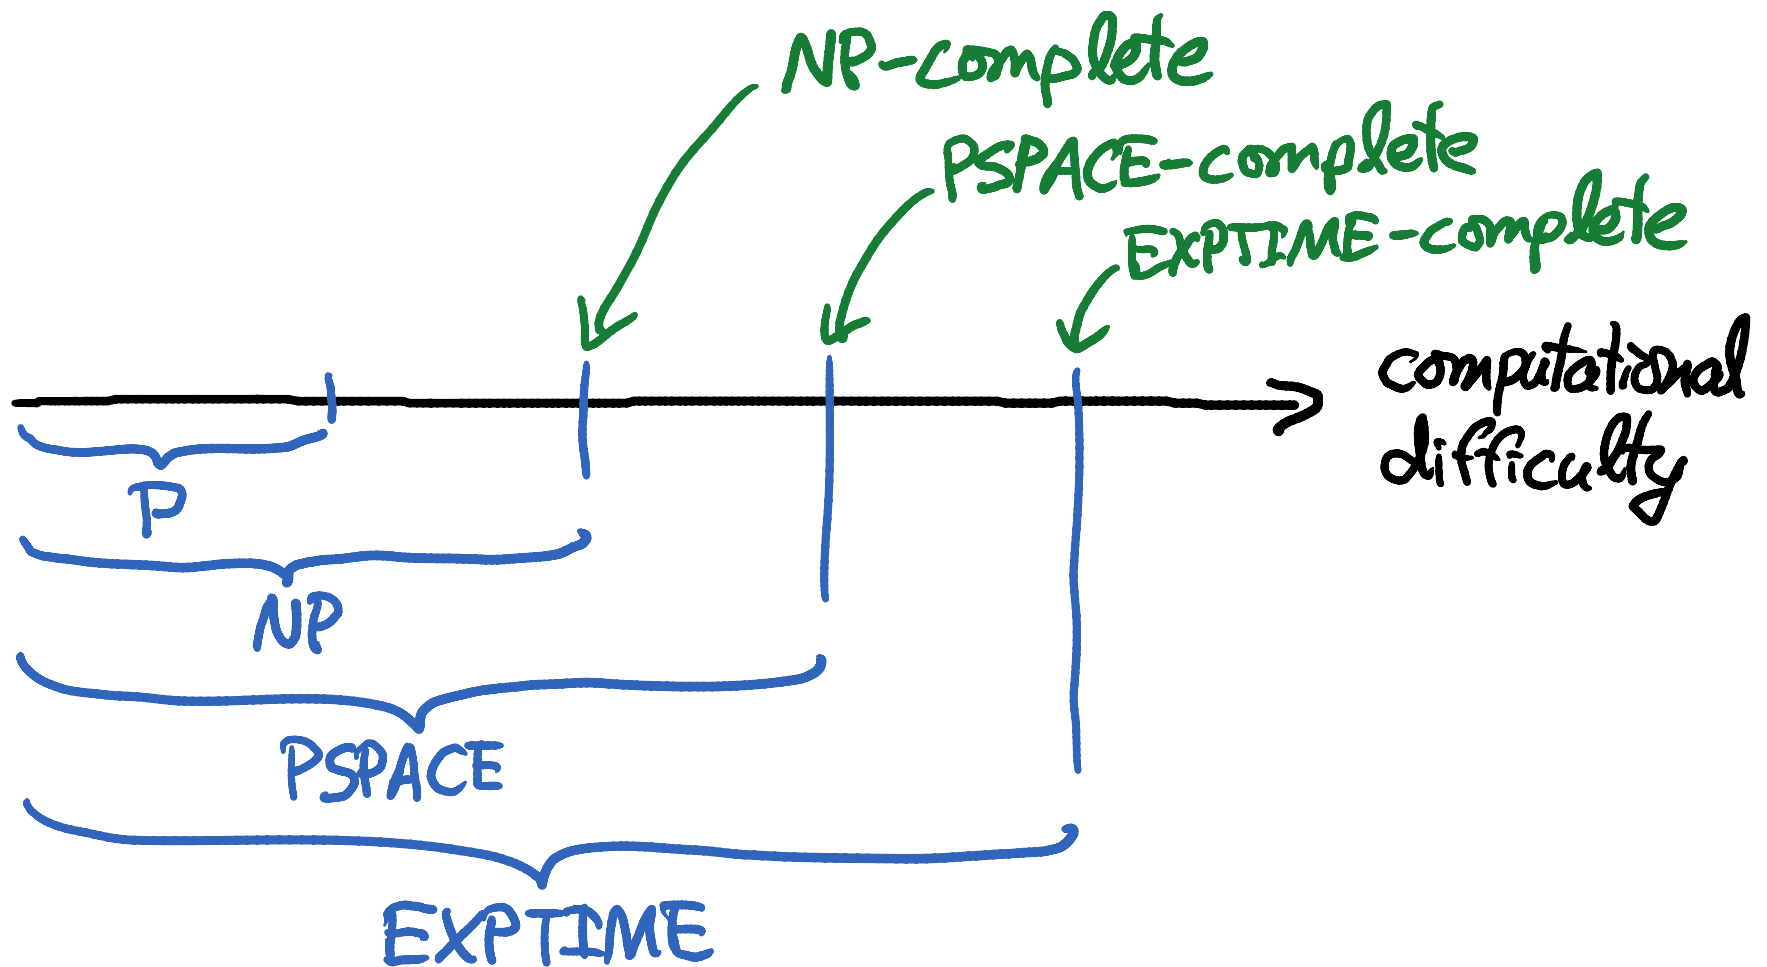 NP-complete
PSPACE-complete
EXPTIME-complete
computational
difficulty
P
NP
PSPACE
EXPTIME